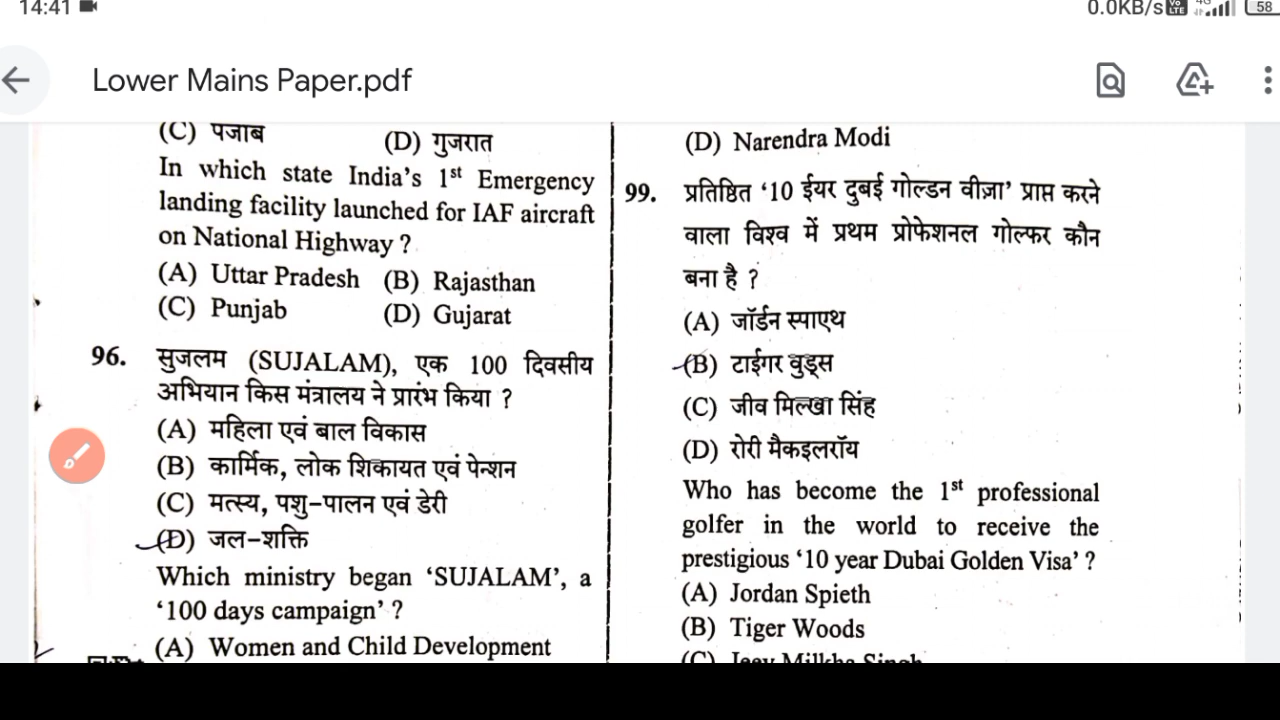 14:41
0.0KB/s
58
Lower Mains Paper.pdf
(C) पंजाब (D) गुजरात
In which state India's 1st Emergency
landing facility launched for IAF aircraft
on National Highway ?
(A) Uttar Pradesh (B) Rajasthan
(C) Punjab (D) Gujarat
96. सुजलम (SUJALAM), एक 100 दिवसीय
अभियान किस मंत्रालय ने प्रारंभ किया ?
(A) महिला एवं बाल विकास
(B) कार्मिक, लोक शिकायत एवं पेन्शन
(C) मत्स्य, पशु-पालन एवं डेरी
(D) जल-शक्ति
Which ministry began 'SUJALAM', a
'100 days campaign' ?
(A) Women and Child Development
(D) Narendra Modi
99. प्रतिष्ठित '10 ईयर दुबई गोल्डन वीज़ा' प्राप्त करने
वाला विश्व में प्रथम प्रोफेशनल गोल्फर कौन
बना है ?
(A) जॉर्डन स्पाएथ
(B) टाईगर वुड्स
(C) जीव मिल्खा सिंह
(D) रोरी मैकइलरॉय
Who has become the 1st professional
golfer in the world to receive the
prestigious '10 year Dubai Golden Visa' ?
(A) Jordan Spieth
(B) Tiger Woods
(C) Jeev Milkha Singh